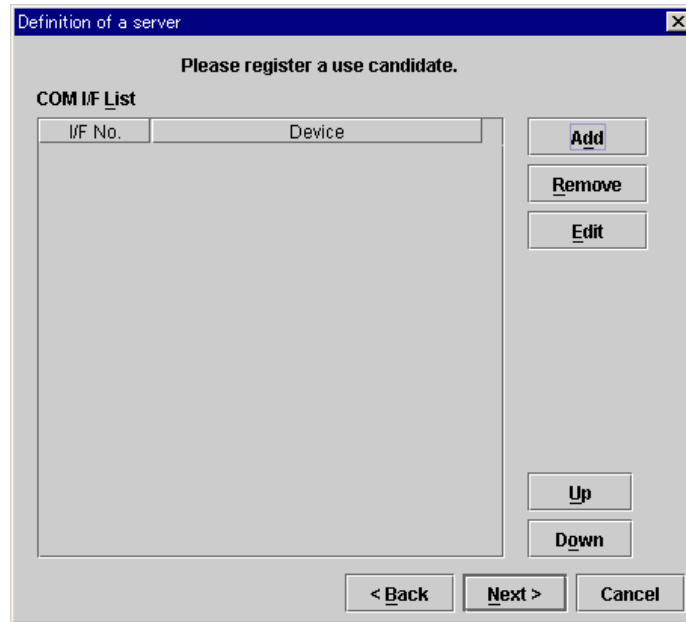 Definition of a server
Please register a use candidate.
COM I/F List
I/F No. Device
Add
Remove
Edit
Up
Down
< Back Next > Cancel